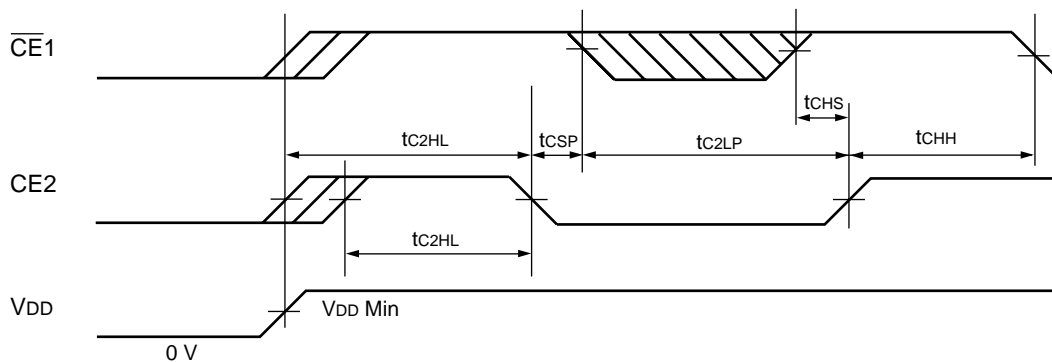 CE1
tCHS
tC2HL
tCSP
tC2LP
tCHH
CE2
tC2HL
VDD
VDD Min
0 V